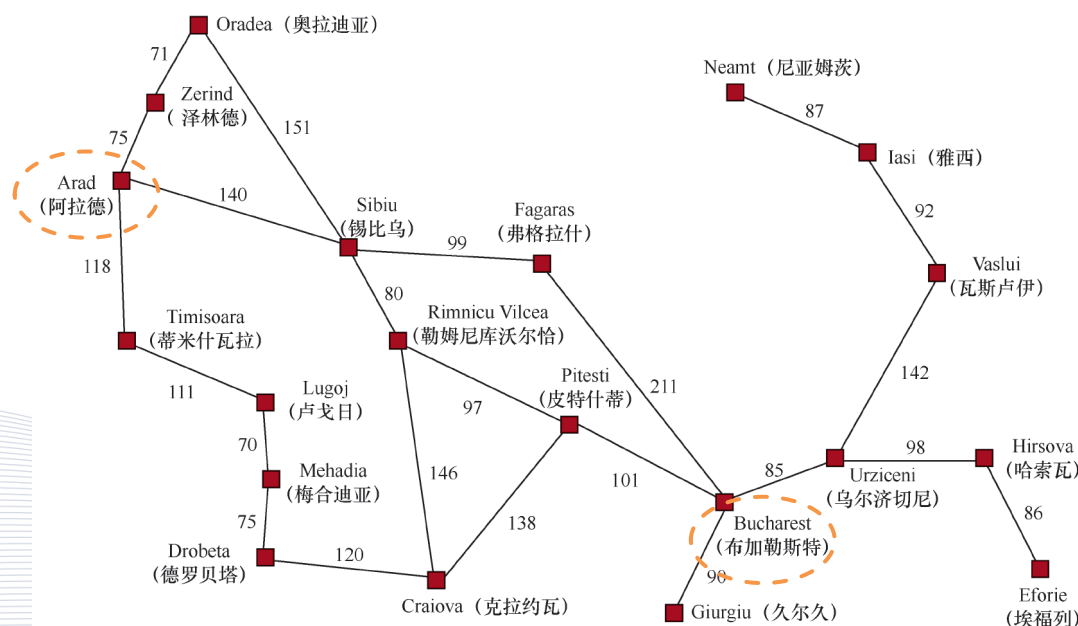 Oradea（奥拉迪亚）
71
Zerind
（ 泽林德）
151
75
Arad
（阿拉德）
140
118
Sibiu
（锡比乌）
99
Fagaras
（弗格拉什）
80
Timisoara
（蒂米什瓦拉）
Rimnicu Vilcea
（勒姆尼库沃尔恰）
111
Lugoj
（卢戈日）
97
Pitesti
（皮特什蒂）
211
70
Mehadia
（梅合迪亚）
146
101
75
138
Drobeta
（德罗贝塔）
120
Craiova（克拉约瓦）
Neamt（尼亚姆茨）
87
Iasi（雅西）
92
Vaslui
（瓦斯卢伊）
142
98
Hirsova
（哈索瓦）
85
Urziceni
（乌尔济切尼）
86
Bucharest
（布加勒斯特）
90
Giurgiu（久尔久）
Eforie
（埃福列）